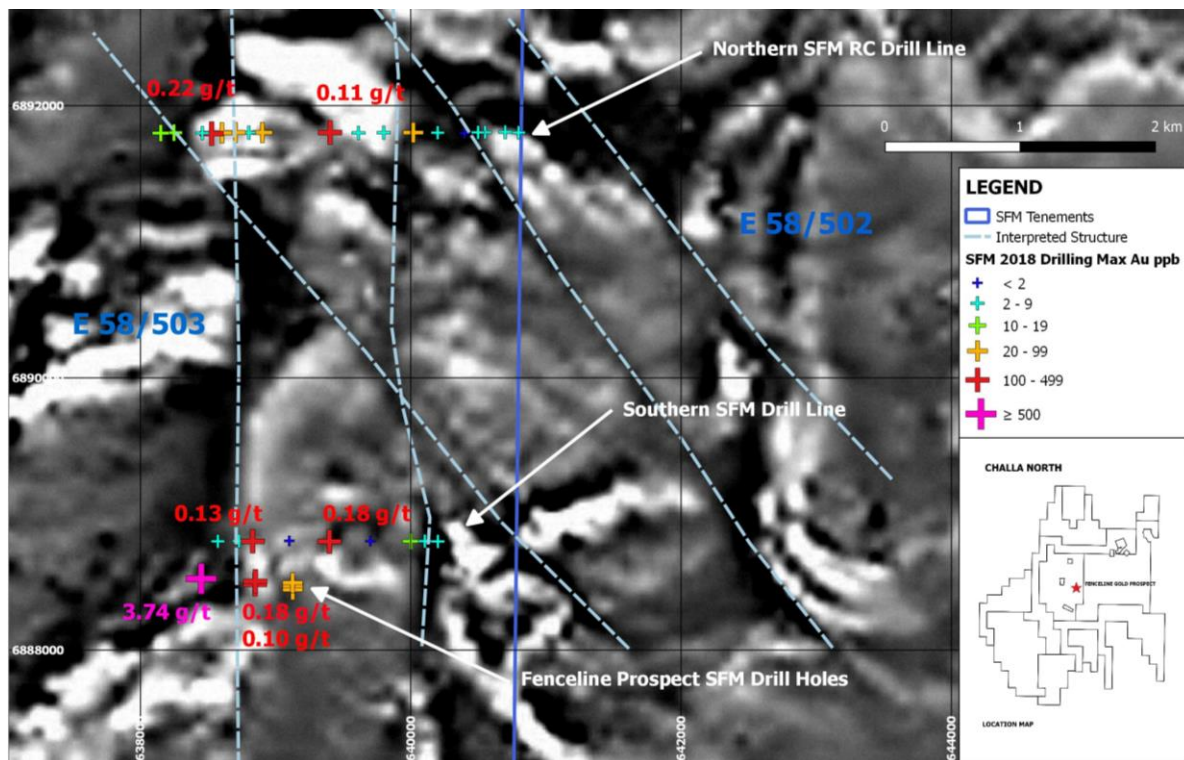 Northern SFM RC Drill Line
0.22 g/t
0.11 g/t
6892000
0 1 2 km
LEGEND
SFM Tenements
Interpreted Structure
SFM 2018 Drilling Max Au ppb
< 2
2 - 9
10 - 19
20 - 99
100 - 499
≥ 500
E 58/502
E 58/503
6890000
Southern SFM Drill Line
0.13 g/t
0.18 g/t
3.74 g/t
0.18 g/t
0.10 g/t
6888000
Fenceline Prospect SFM Drill Holes
638000
640000
642000
644000
CHALLA NORTH
FENCELINE GOLD PROSPECT
LOCATION MAP